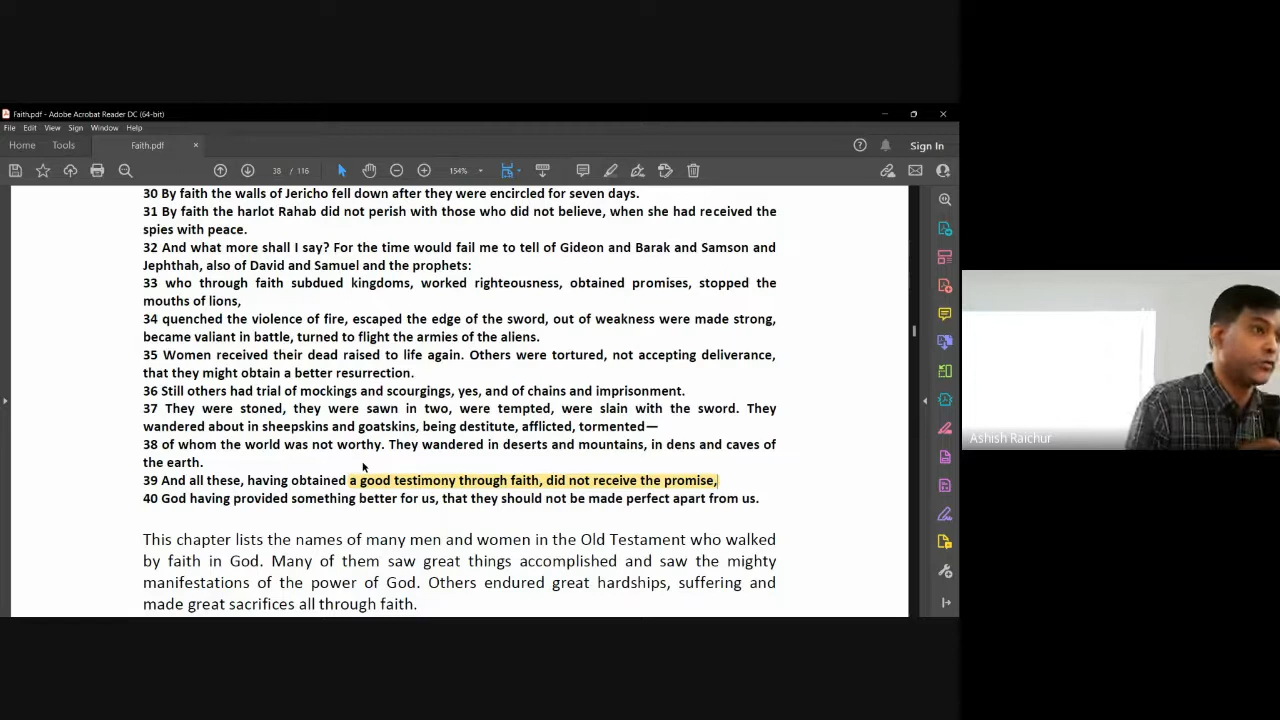 Faith.pdf - Adobe Acrobat Reader DC (64-bit)
File Edit View Sign Window Help
Home Tools Faith.pdf × Sign In
38 / 116 154%
30 By faith the walls of Jericho fell down after they were encircled for seven days.
31 By faith the harlot Rahab did not perish with those who did not believe, when she had received the
spies with peace.
32 And what more shall I say? For the time would fail me to tell of Gideon and Barak and Samson and
Jephthah, also of David and Samuel and the prophets:
33 who through faith subdued kingdoms, worked righteousness, obtained promises, stopped the
mouths of lions,
34 quenched the violence of fire, escaped the edge of the sword, out of weakness were made strong,
became valiant in battle, turned to flight the armies of the aliens.
35 Women received their dead raised to life again. Others were tortured, not accepting deliverance,
that they might obtain a better resurrection.
36 Still others had trial of mockings and scourgings, yes, and of chains and imprisonment.
37 They were stoned, they were sawn in two, were tempted, were slain with the sword. They
wandered about in sheepskins and goatskins, being destitute, afflicted, tormented—
38 of whom the world was not worthy. They wandered in deserts and mountains, in dens and caves of
the earth.
39 And all these, having obtained a good testimony through faith, did not receive the promise,
40 God having provided something better for us, that they should not be made perfect apart from us.
This chapter lists the names of many men and women in the Old Testament who walked
by faith in God. Many of them saw great things accomplished and saw the mighty
manifestations of the power of God. Others endured great hardships, suffering and
made great sacrifices all through faith.
Ashish Raichur